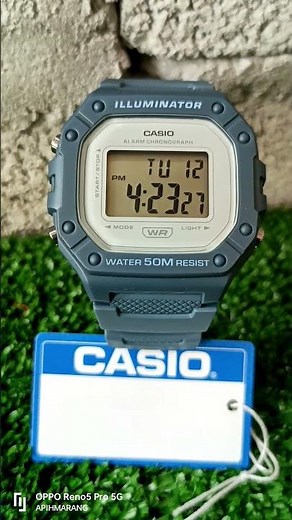 ILLUMINATOR
CASIO
ALARM CHRONOGRAPH
START/STOP
TU 12
PM
4:23 27
MODE
LIGHT
WR
WATER 50M RESIST
CASIO®
OPPO Reno5 Pro 5G
APIHMARANG